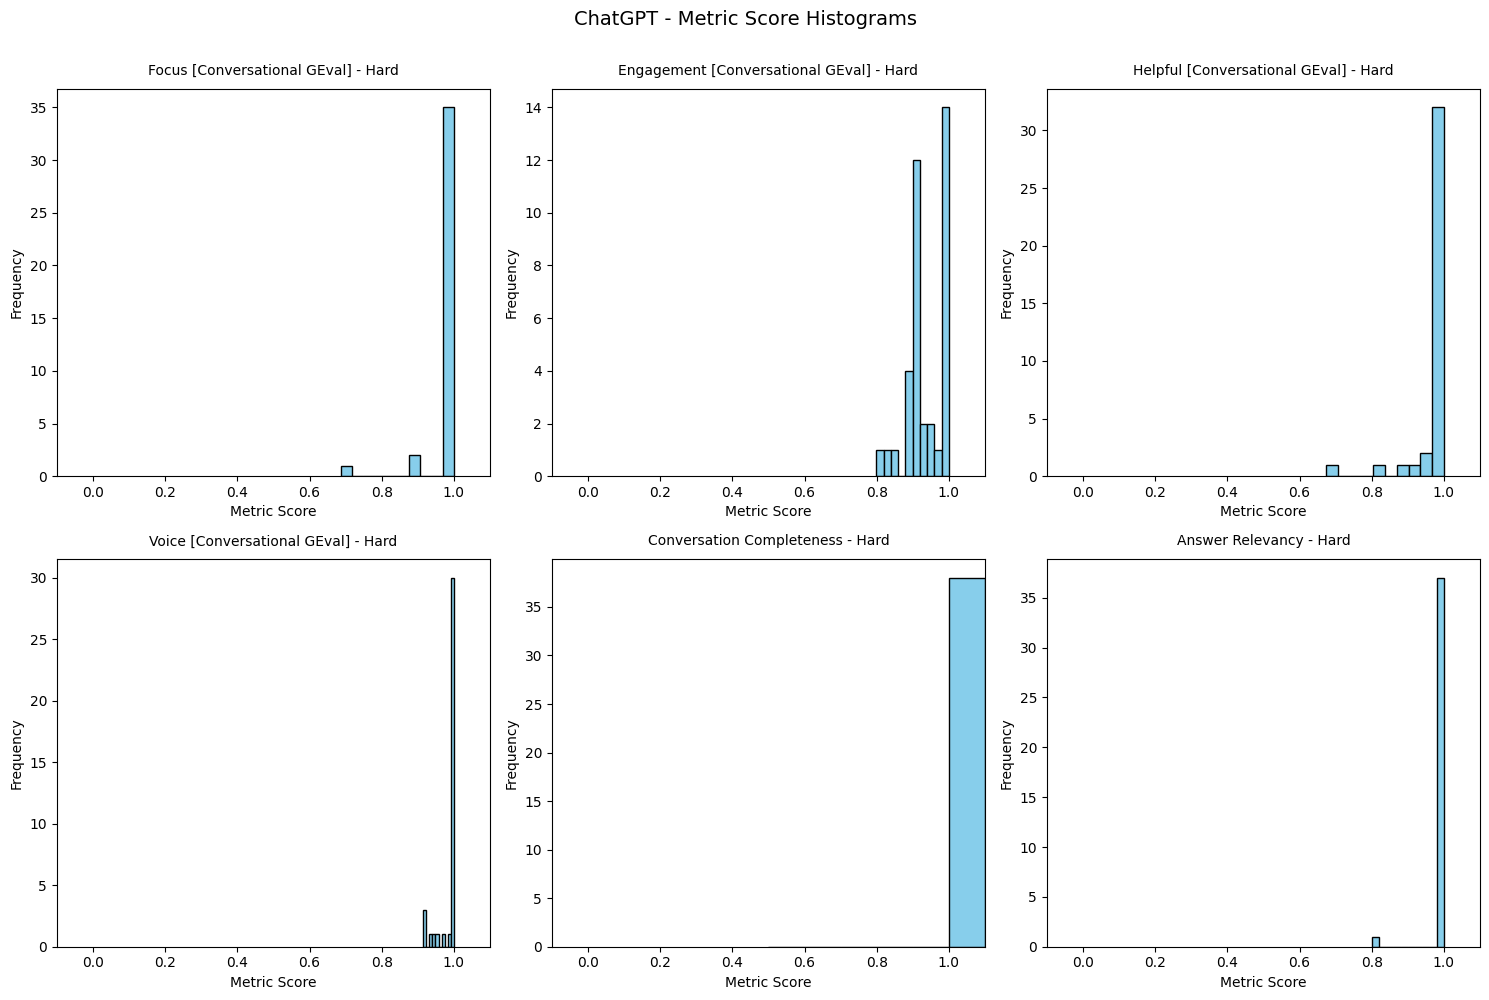 ChatGPT - Metric Score Histograms
Focus [Conversational GEval] - Hard
35
30
25
20
15
10
5
0
Frequency
0.0 0.2 0.4 0.6 0.8 1.0
Metric Score
Engagement [Conversational GEval] - Hard
14
12
10
8
6
4
2
0
Frequency
0.0 0.2 0.4 0.6 0.8 1.0
Metric Score
Helpful [Conversational GEval] - Hard
30
25
20
15
10
5
0
Frequency
0.0 0.2 0.4 0.6 0.8 1.0
Metric Score
Voice [Conversational GEval] - Hard
30
25
20
15
10
5
0
Frequency
0.0 0.2 0.4 0.6 0.8 1.0
Metric Score
Conversation Completeness - Hard
35
30
25
20
15
10
5
0
Frequency
0.0 0.2 0.4 0.6 0.8 1.0
Metric Score
Answer Relevancy - Hard
35
30
25
20
15
10
5
0
Frequency
0.0 0.2 0.4 0.6 0.8 1.0
Metric Score